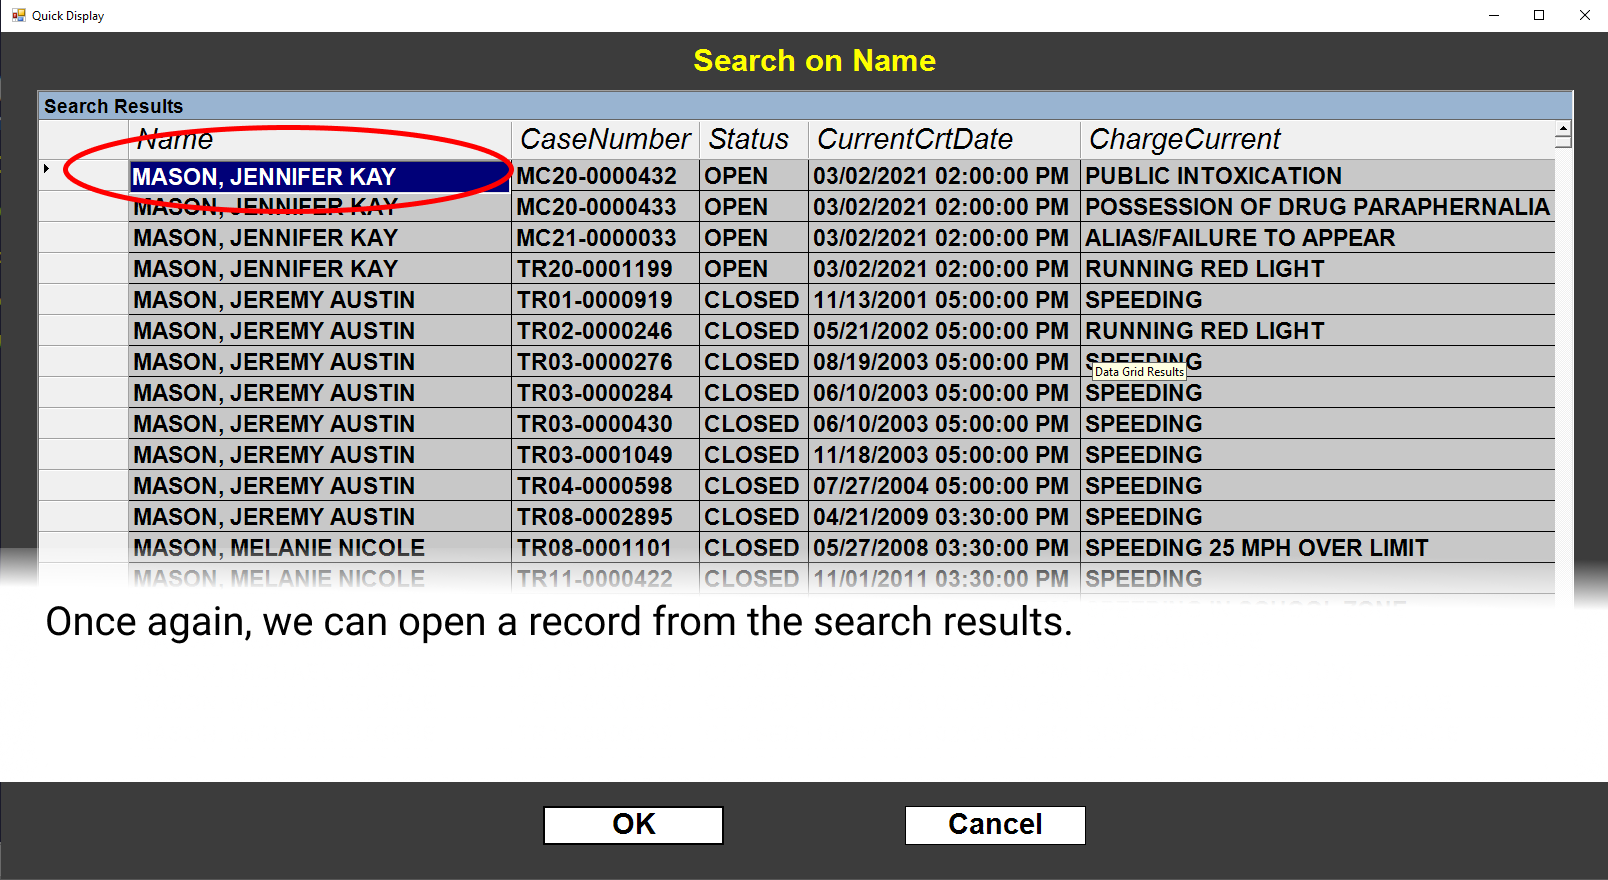 Quick Display
Search on Name
Search Results
Name CaseNumber Status CurrentCrtDate ChargeCurrent
MASON, JENNIFER KAY MC20-0000432 OPEN 03/02/2021 02:00:00 PM PUBLIC INTOXICATION
MASON, JENNIFER KAY MC20-0000433 OPEN 03/02/2021 02:00:00 PM POSSESSION OF DRUG PARAPHERNALIA
MASON, JENNIFER KAY MC21-0000033 OPEN 03/02/2021 02:00:00 PM ALIAS/FAILURE TO APPEAR
MASON, JENNIFER KAY TR20-0001199 OPEN 03/02/2021 02:00:00 PM RUNNING RED LIGHT
MASON, JEREMY AUSTIN TR01-0000919 CLOSED 11/13/2001 05:00:00 PM SPEEDING
MASON, JEREMY AUSTIN TR02-0000246 CLOSED 05/21/2002 05:00:00 PM RUNNING RED LIGHT
MASON, JEREMY AUSTIN TR03-0000276 CLOSED 08/19/2003 05:00:00 PM SPEEDING
Data Grid Results
MASON, JEREMY AUSTIN TR03-0000284 CLOSED 06/10/2003 05:00:00 PM SPEEDING
MASON, JEREMY AUSTIN TR03-0000430 CLOSED 06/10/2003 05:00:00 PM SPEEDING
MASON, JEREMY AUSTIN TR03-0001049 CLOSED 11/18/2003 05:00:00 PM SPEEDING
MASON, JEREMY AUSTIN TR04-0000598 CLOSED 07/27/2004 05:00:00 PM SPEEDING
MASON, JEREMY AUSTIN TR08-0002895 CLOSED 04/21/2009 03:30:00 PM SPEEDING
MASON, MELANIE NICOLE TR08-0001101 CLOSED 05/27/2008 03:30:00 PM SPEEDING 25 MPH OVER LIMIT
MASON, MELANIE NICOLE TR11-0000422 CLOSED 11/01/2011 03:30:00 PM SPEEDING
Once again, we can open a record from the search results.
OK Cancel